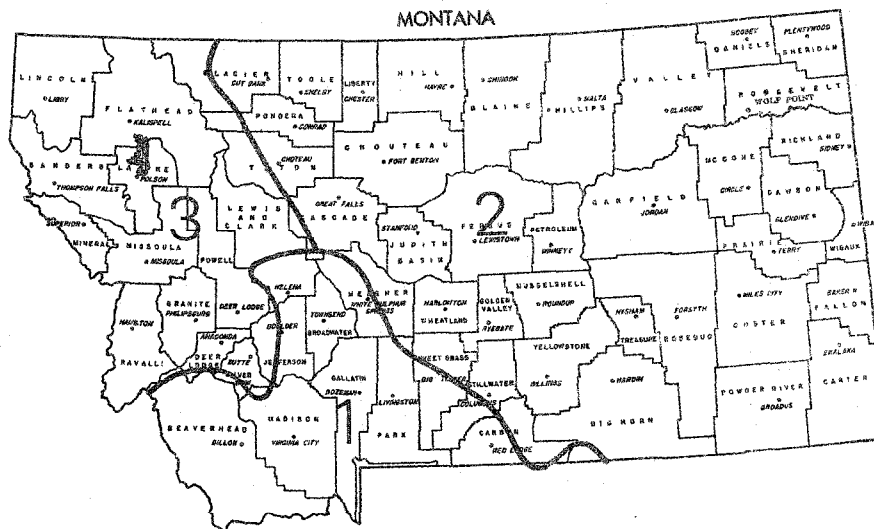 MONTANA
LINCOLN
LIBBY
FLATHEAD
KALISPELL
GLACIER
CUT BANK
TOOLE
SHELBY
LIBERTY
CHESTER
HILL
HAVRE
BLAINE
CHINOOK
PHILLIPS
MALTA
VALLEY
GLASGOW
SCOBEY
DANIELS
PLENTYWOOD
SHERIDAN
ROOSEVELT
WOLF POINT
PONDERA
CONRAD
SANDERS
THOMPSON FALLS
4
LAKE
POLSON
TETON
CHOTEAU
CHOUTEAU
FORT BENTON
RICHLAND
SIDNEY
MCCONE
CIRCLE
DAWSON
GLENDIVE
SUPERIOR
MINERAL
MISSOULA
MISSOULA
3
POWELL
LEWIS
AND
CLARK
GREAT FALLS
CASCADE
STANFORD
JUDITH
BASIN
2
FERGUS
LEWISTOWN
PETROLEUM
WINNETT
GARFIELD
JORDAN
PRAIRIE
TERRY
WIBAUX
HAMILTON
RAVALLI
GRANITE
PHILIPSBURG
DEER LODGE
HELENA
TOWNSEND
BROADWATER
MEAGHER
WHITE SULPHUR
SPRINGS
HARLOWTON
WHEATLAND
GOLDEN
VALLEY
RYEGATE
MUSSELSHELL
ROUNDUP
HYSHAM
TREASURE
FORSYTH
ROSEBUD
MILES CITY
CUSTER
BAKER
FALLON
ANACONDA
DEER
LODGE
BUTTE
SILVER
BOULDER
JEFFERSON
GALLATIN
BOZEMAN
LIVINGSTON
PARK
SWEET GRASS
BIG TIMBER
STILLWATER
COLUMBUS
YELLOWSTONE
BILLINGS
HARDIN
BIG HORN
POWDER RIVER
BROADUS
EKALAKA
CARTER
BEAVERHEAD
DILLON
MADISON
VIRGINIA CITY
1
CARBON
RED LODGE